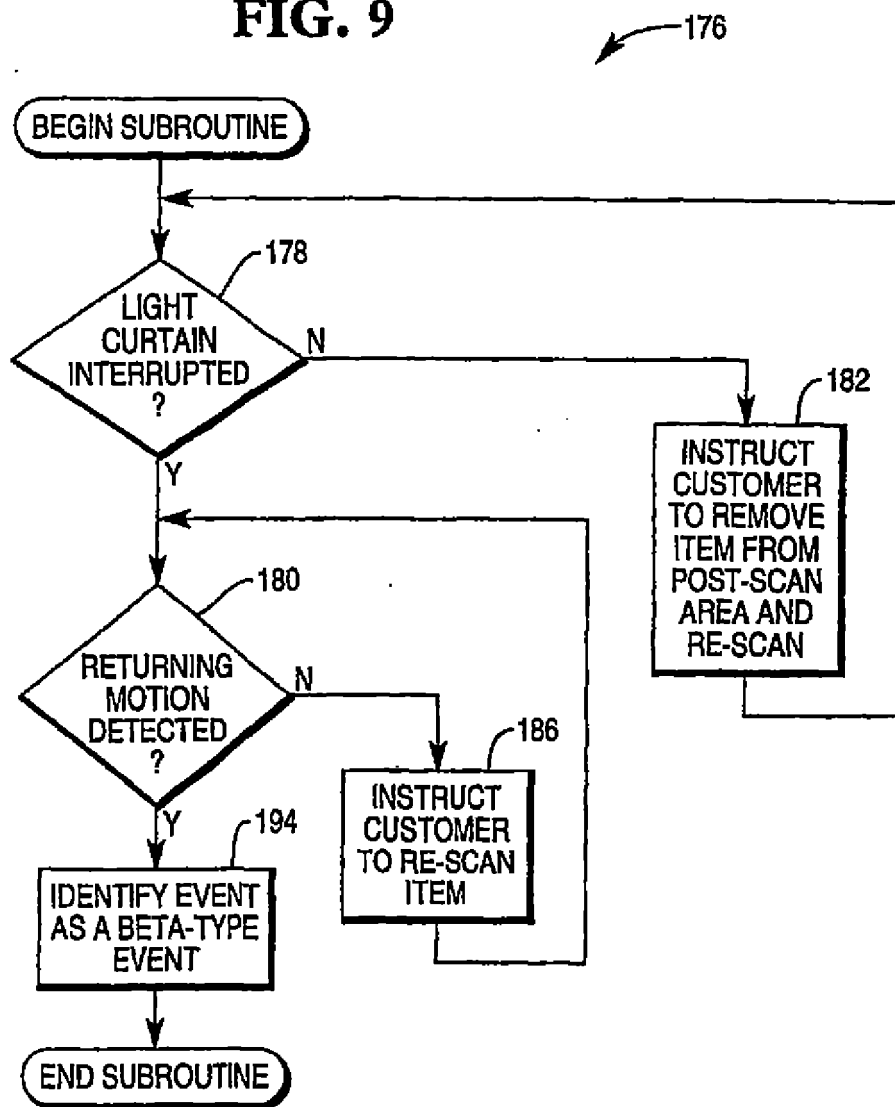 FIG. 9
176
BEGIN SUBROUTINE
178
LIGHT
CURTAIN
INTERRUPTED
?
N
Y
182
INSTRUCT
CUSTOMER
TO REMOVE
ITEM FROM
POST-SCAN
AREA AND
RE-SCAN
180
RETURNING
MOTION
DETECTED
?
N
Y
186
INSTRUCT
CUSTOMER
TO RE-SCAN
ITEM
194
IDENTIFY EVENT
AS A BETA-TYPE
EVENT
END SUBROUTINE